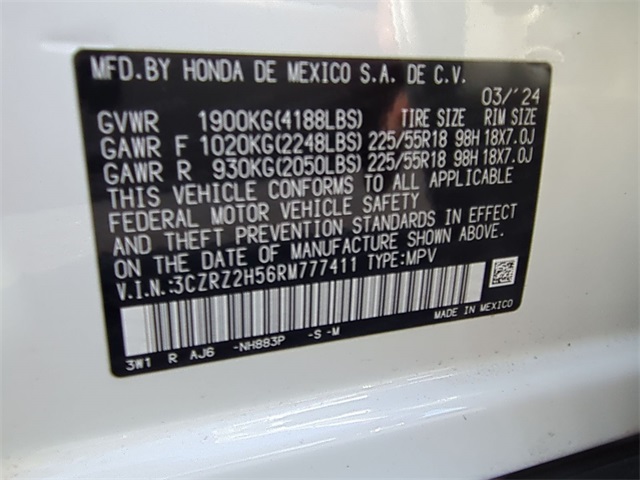 MFD.BY HONDA DE MEXICO S.A. DE C.V.
03/'24
TIRE SIZE RIM SIZE
GVWR 1900KG(4188LBS)
GAWR F 1020KG(2248LBS) 225/55R18 98H 18X7.0J
GAWR R 930KG(2050LBS) 225/55R18 98H 18X7.0J
THIS VEHICLE CONFORMS TO ALL APPLICABLE
FEDERAL MOTOR VEHICLE SAFETY
AND THEFT PREVENTION STANDARDS IN EFFECT
ON THE DATE OF MANUFACTURE SHOWN ABOVE.
V.I.N.:3CZRZ2H56RM777411 TYPE:MPV
MADE IN MEXICO
3W1 R AJ6 -NH883P -S -M